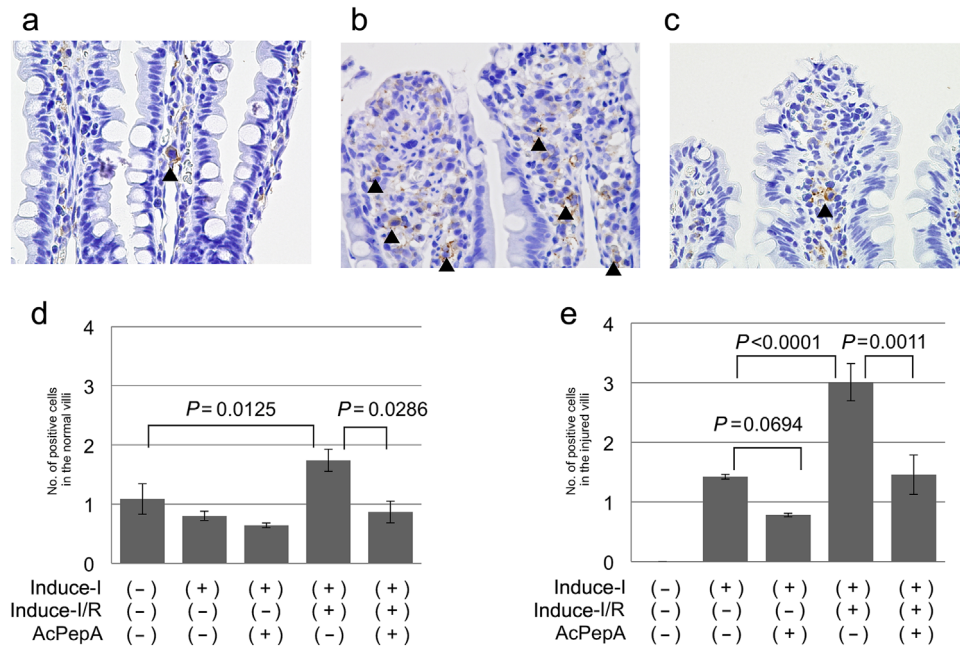 a
b
c
d
4
3
2
1
0
No. of positive cells
in the normal villi
P = 0.0125
P = 0.0286
Induce-I (−) (+) (+) (+) (+)
Induce-I/R (−) (−) (−) (+) (+)
AcPepA (−) (−) (+) (−) (+)
e
4
3
2
1
0
No. of positive cells
in the injured villi
P <0.0001
P = 0.0011
P = 0.0694
Induce-I (−) (+) (+) (+) (+)
Induce-I/R (−) (−) (−) (+) (+)
AcPepA (−) (−) (+) (−) (+)